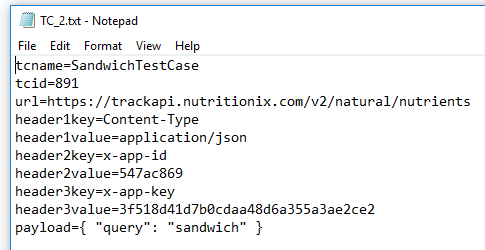 TC_2.txt - Notepad
File Edit Format View Help
tcname=SandwichTestCase
tcid=891
url=https://trackapi.nutritionix.com/v2/natural/nutrients
header1key=Content-Type
header1value=application/json
header2key=x-app-id
header2value=547ac869
header3key=x-app-key
header3value=3f518d41d7b0cdaa48d6a355a3ae2ce2
payload={ "query": "sandwich" }